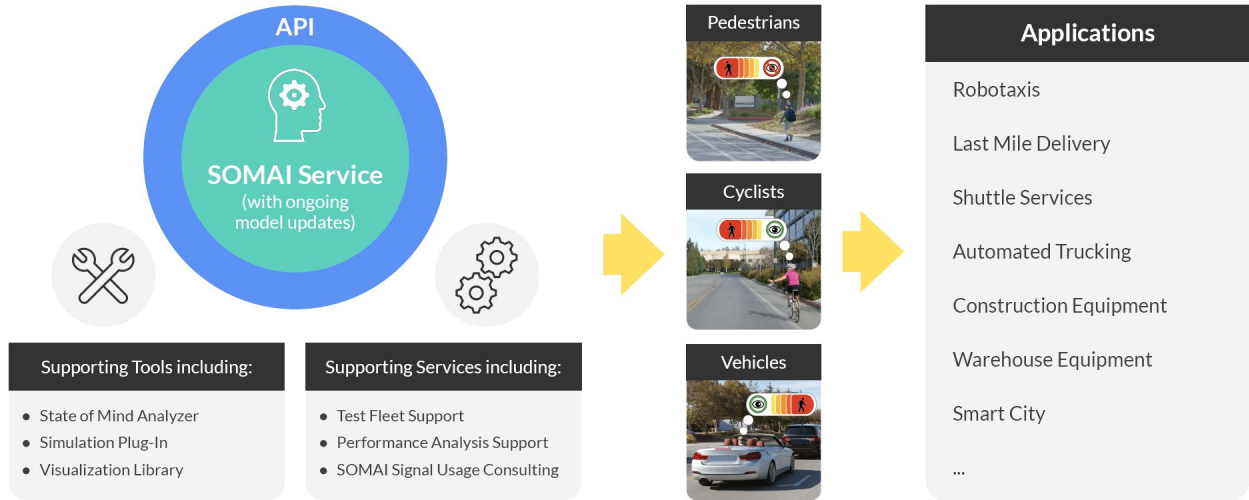 API
SOMAI Service
(with ongoing
model updates)
Supporting Tools including:
● State of Mind Analyzer
● Simulation Plug-In
● Visualization Library
Supporting Services including:
● Test Fleet Support
● Performance Analysis Support
● SOMAI Signal Usage Consulting
Pedestrians
Cyclists
Vehicles
Applications
Robotaxis
Last Mile Delivery
Shuttle Services
Automated Trucking
Construction Equipment
Warehouse Equipment
Smart City
...